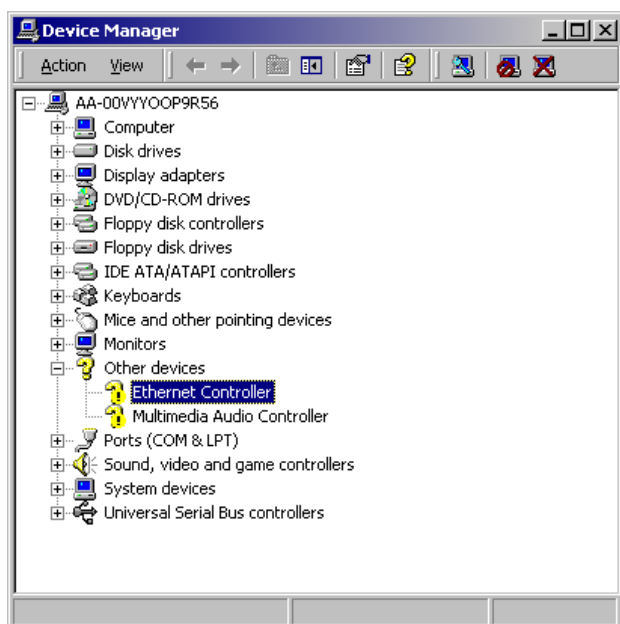 Device Manager
Action View
AA-00VYYOOP9R56
Computer
Disk drives
Display adapters
DVD/CD-ROM drives
Floppy disk controllers
Floppy disk drives
IDE ATA/ATAPI controllers
Keyboards
Mice and other pointing devices
Monitors
Other devices
Ethernet Controller
Multimedia Audio Controller
Ports (COM & LPT)
Sound, video and game controllers
System devices
Universal Serial Bus controllers